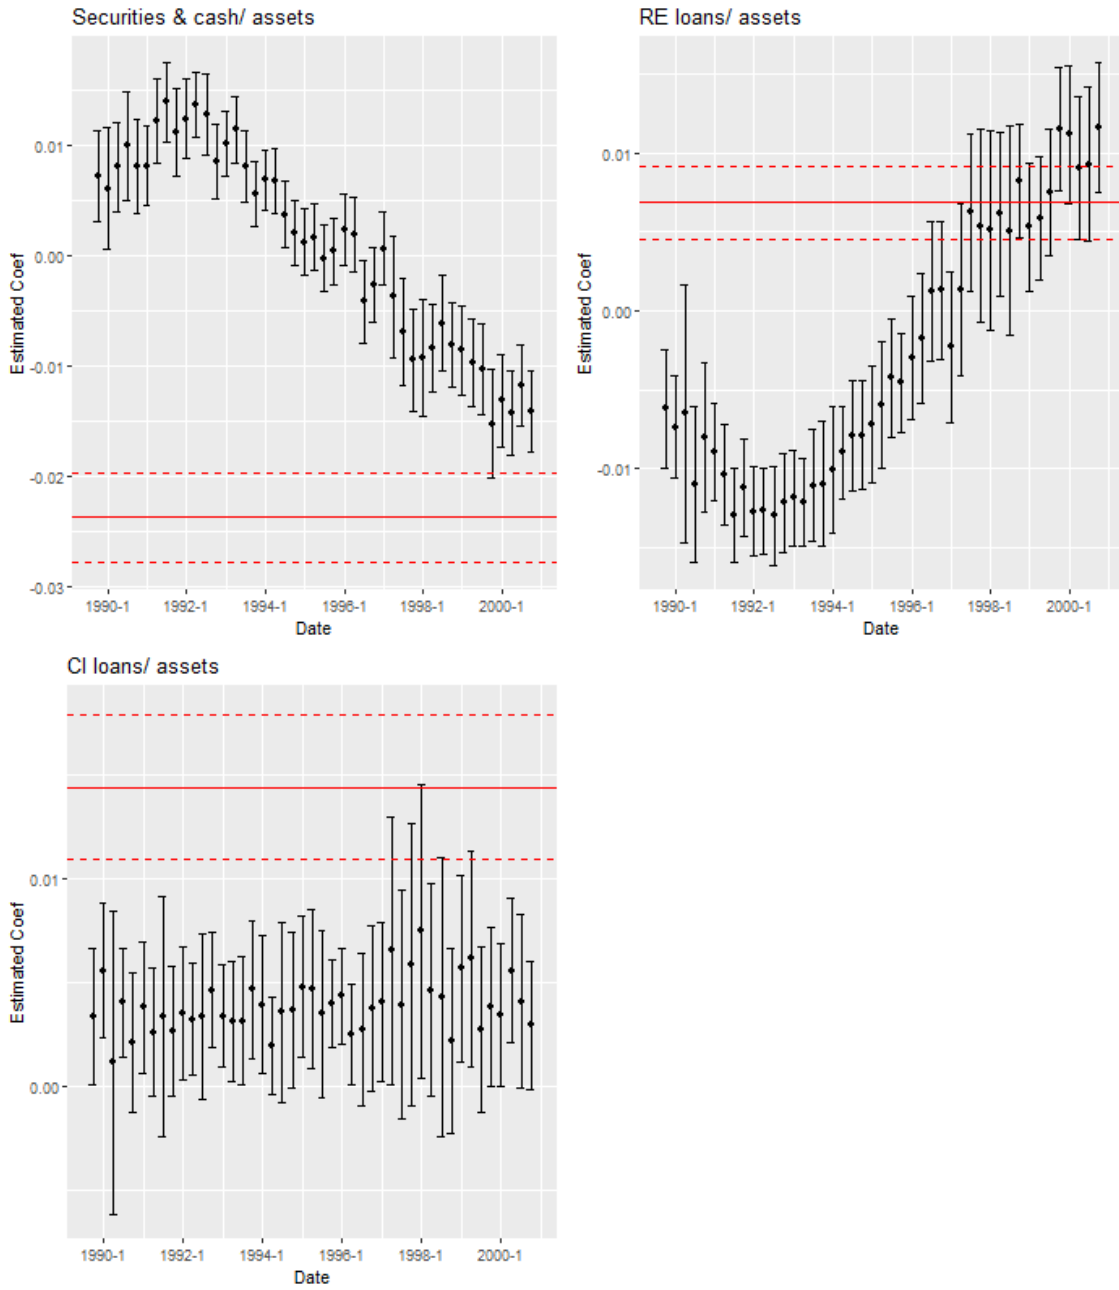 Securities & cash/ assets
Estimated Coef
0.01
0.00
-0.01
-0.02
-0.03
1990-1 1992-1 1994-1 1996-1 1998-1 2000-1
Date
RE loans/ assets
Estimated Coef
0.01
0.00
-0.01
1990-1 1992-1 1994-1 1996-1 1998-1 2000-1
Date
CI loans/ assets
Estimated Coef
0.01
0.00
1990-1 1992-1 1994-1 1996-1 1998-1 2000-1
Date